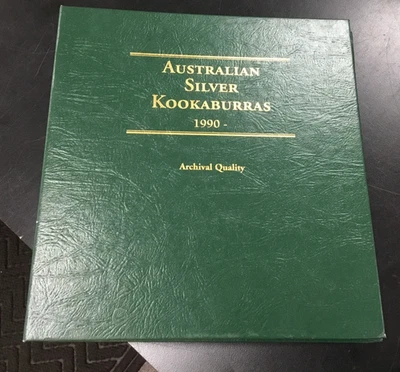 AUSTRALIAN
SILVER
KOOKABURRAS
1990 -
Archival Quality